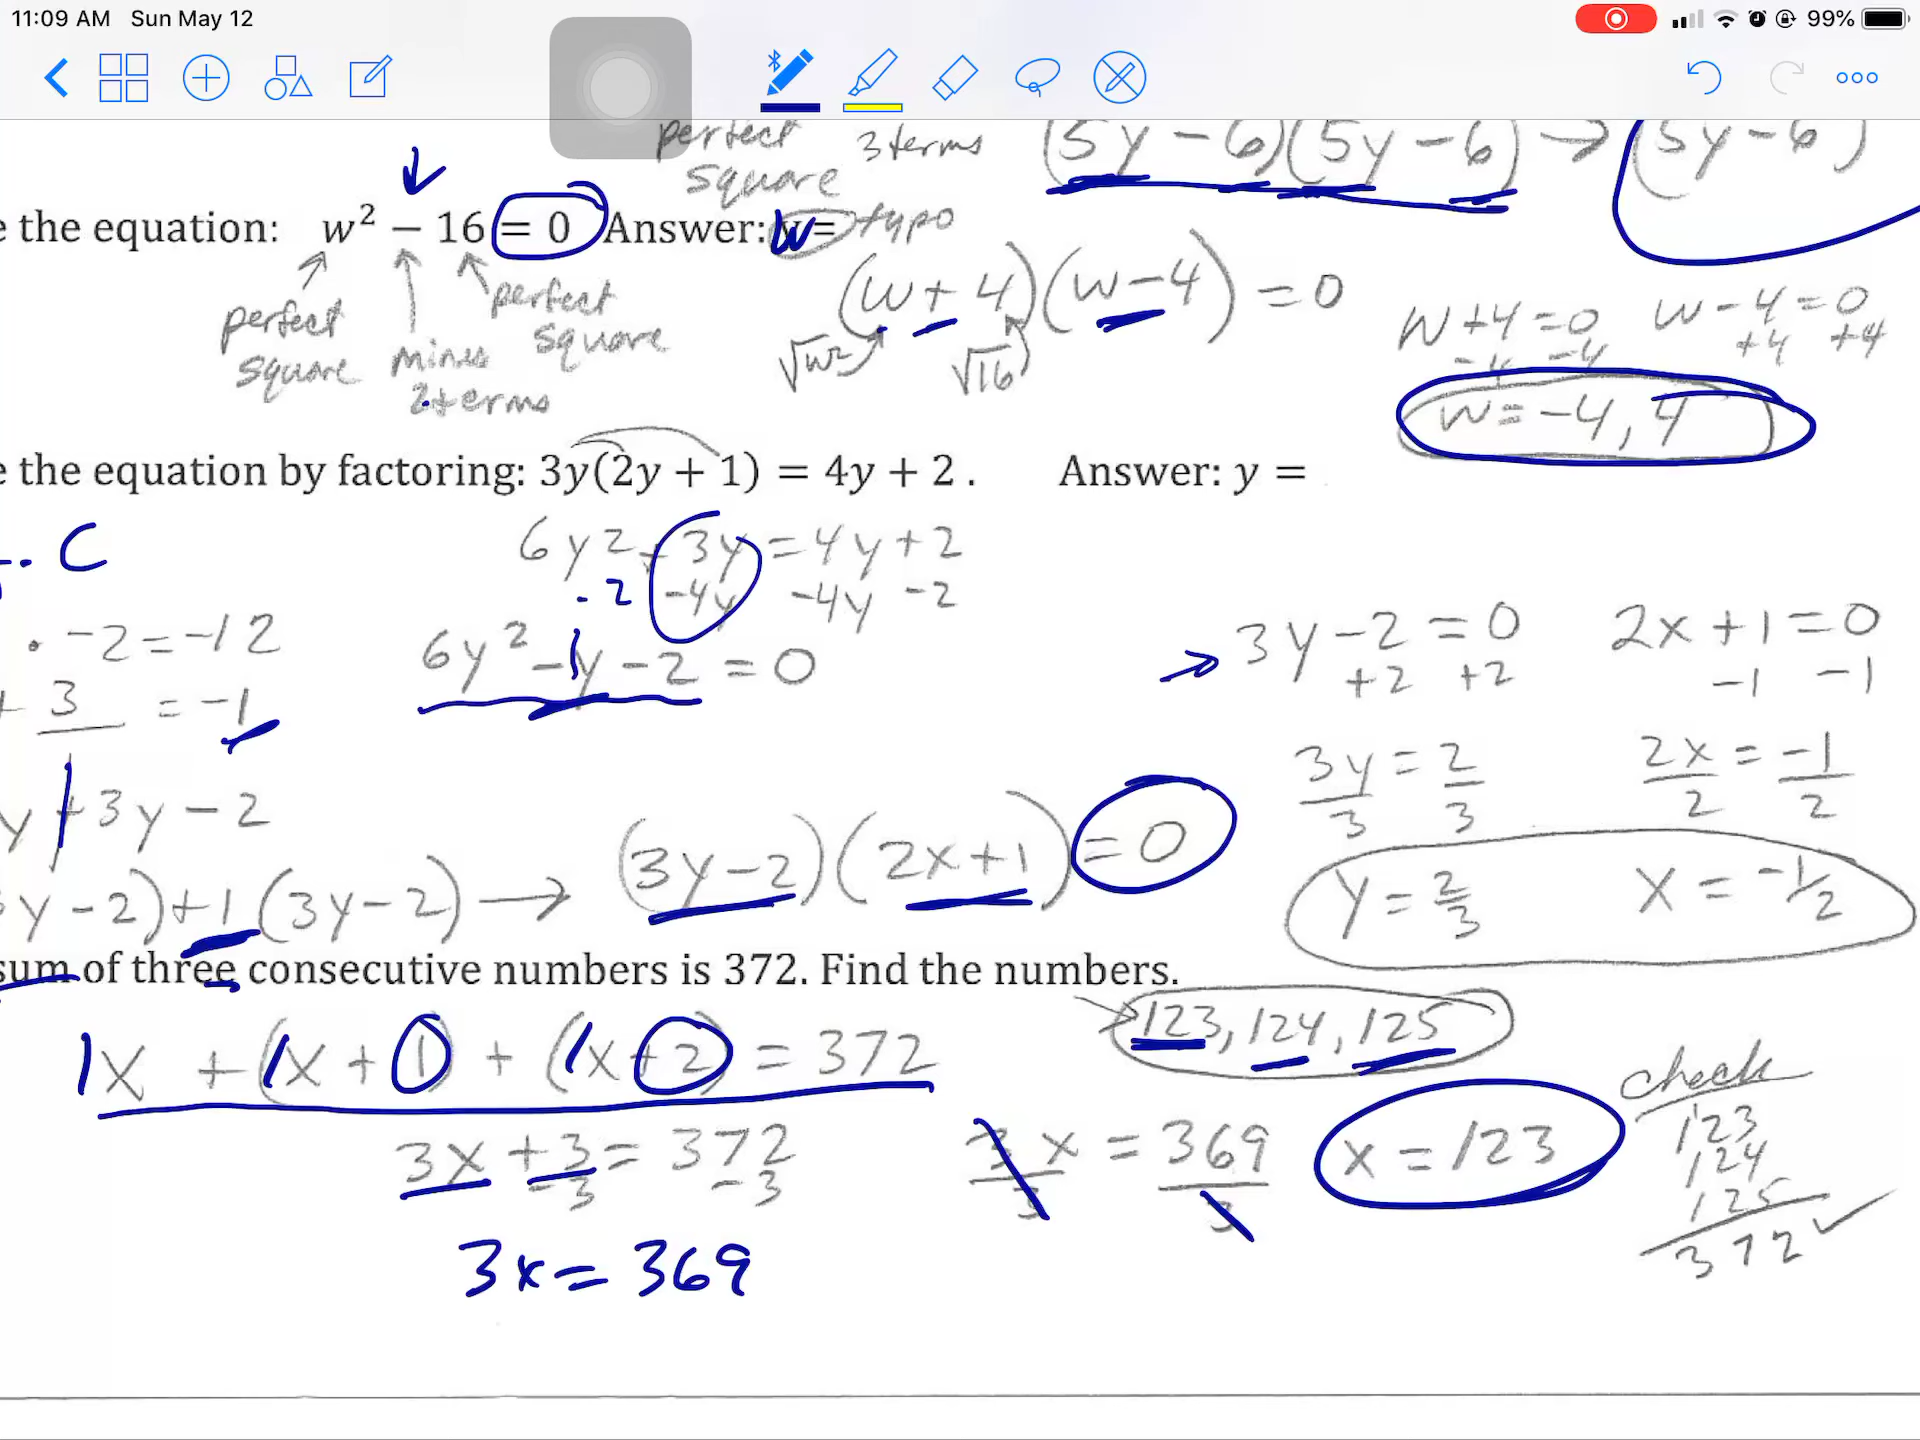 11:09 AM Sun May 12 99%
perfect square 3 terms (5y - 6)(5y - 6) → (5y - 6)
e the equation: w² − 16 = 0 Answer: w = typo
perfect square minus 2 terms perfect square
(w + 4)(w - 4) = 0
√w² √16
w + 4 = 0 w - 4 = 0
-4 -4 +4 +4
w = -4, 4
e the equation by factoring: 3y(2y + 1) = 4y + 2 . Answer: y =
C
6y² + 3y = 4y + 2
-2 -4y -4y -2
6y² - 1y - 2 = 0
· -2 = -12
+ 3 = -1
y + 3y - 2
y - 2) + 1 (3y - 2) → (3y - 2)(2x + 1) = 0
3y - 2 = 0 2x + 1 = 0
+2 +2 -1 -1
3y/3 = 2/3 2x/2 = -1/2
y = 2/3 x = -1/2
sum of three consecutive numbers is 372. Find the numbers.
123, 124, 125
1x + (1x + 1) + (1x + 2) = 372
3x + 3 = 372
-3 -3
3x = 369
3x/3 = 369/3
x = 123
check
123
124
125
372 ✓